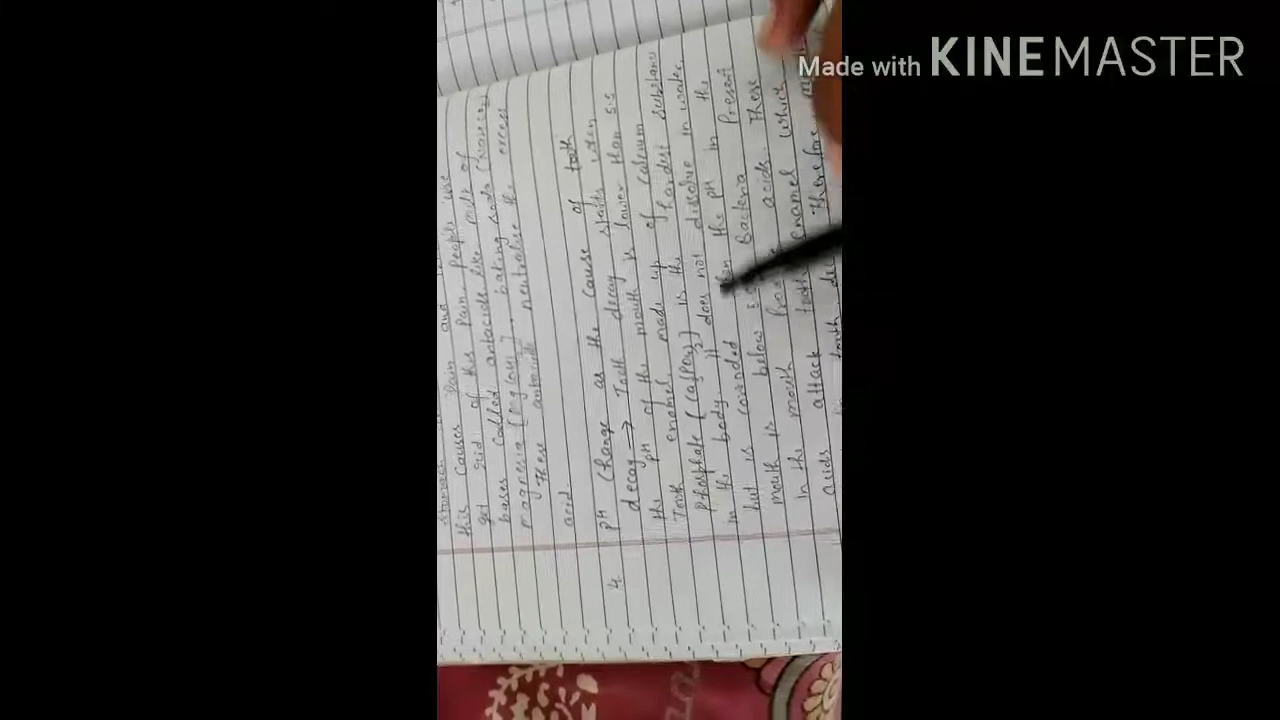 Made with KINEMASTER
this causes Pain Pain People use
get rid of this
bases called antacids like milk of
magnesia [Mg(OH)2], baking soda
These antacids neutralise the excess
acid.
4. PH Change as the Cause of tooth
decay → Tooth decay starts when
the PH of the mouth is lower than 5.5
Tooth enamel made up of Calcium
Phosphate (Ca3(PO4)2) is the hardest substance
in the body. It does not dissolve in water
but is corroded when the PH in the
mouth is below 5.5 Bacteria Present
in the mouth acids. These
acids attack tooth enamel which
tooth Therefore